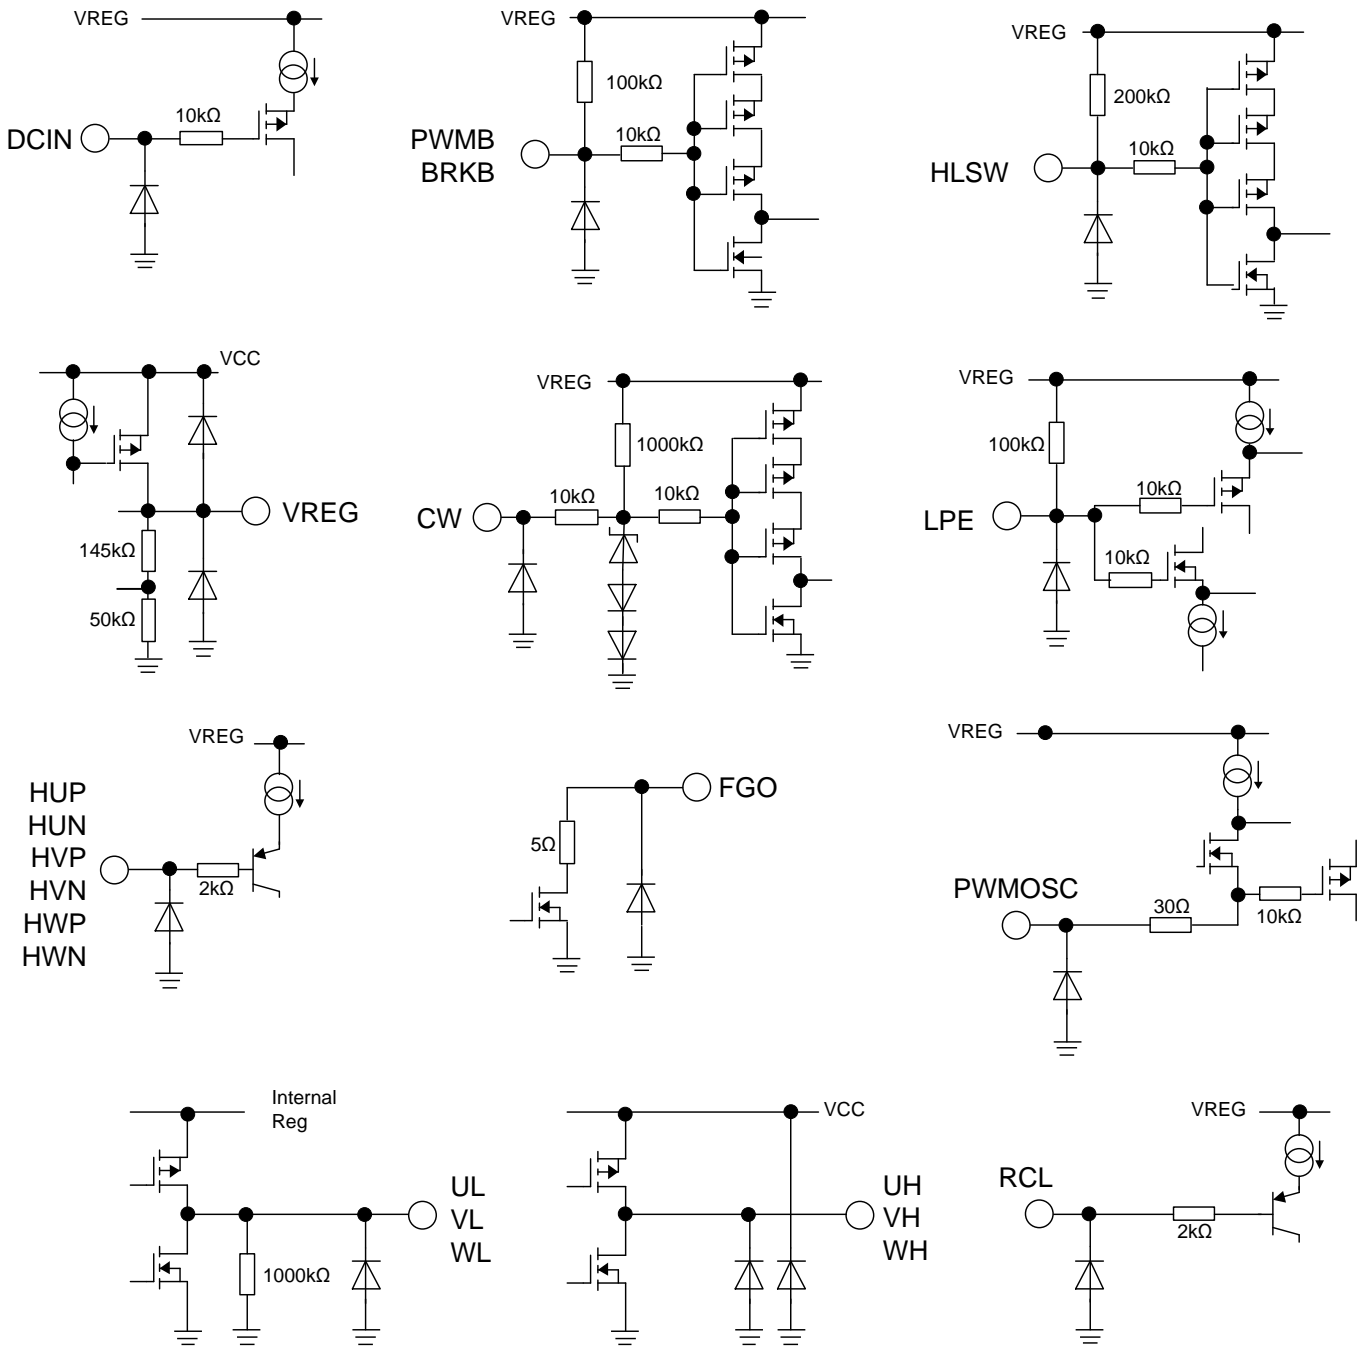 VREG
10kΩ
DCIN
VREG
100kΩ
10kΩ
PWMB
BRKB
VREG
200kΩ
10kΩ
HLSW
VCC
VREG
145kΩ
50kΩ
VREG
1000kΩ
10kΩ
10kΩ
CW
VREG
100kΩ
10kΩ
LPE
10kΩ
VREG
HUP
HUN
HVP
HVN
HWP
HWN
2kΩ
FGO
5Ω
VREG
PWMOSC
30Ω
10kΩ
Internal
Reg
UL
VL
WL
1000kΩ
VCC
UH
VH
WH
VREG
RCL
2kΩ